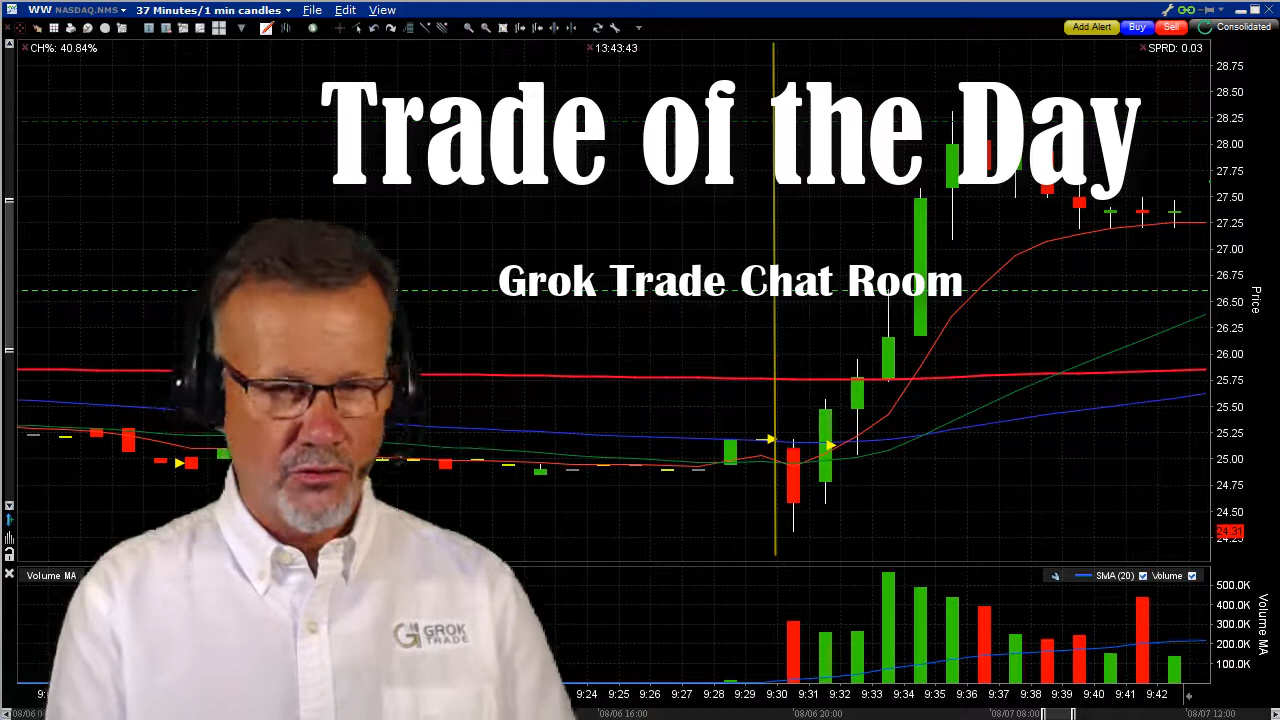 WW NASDAQ.NMS 37 Minutes/1 min candles File Edit View
Add Alert Buy Sell Consolidated
CH%: 40.84% 13:43:43 SPRD: 0.03
Trade of the Day
Grok Trade Chat Room
28.75
28.50
28.25
28.00
27.75
27.50
27.25
27.00
26.75
26.50
26.25
26.00
25.75
25.50
25.25
25.00
24.75
24.50
24.31
24.25
Price
GROK
TRADE
Volume MA SMA (20) Volume
500.0K
400.0K
300.0K
200.0K
100.0K
Volume MA
9:24 9:25 9:26 9:27 9:28 9:29 9:30 9:31 9:32 9:33 9:34 9:35 9:36 9:37 9:38 9:39 9:40 9:41 9:42
08/06 16:00 08/06 20:00 08/07 08:00 08/07 12:00